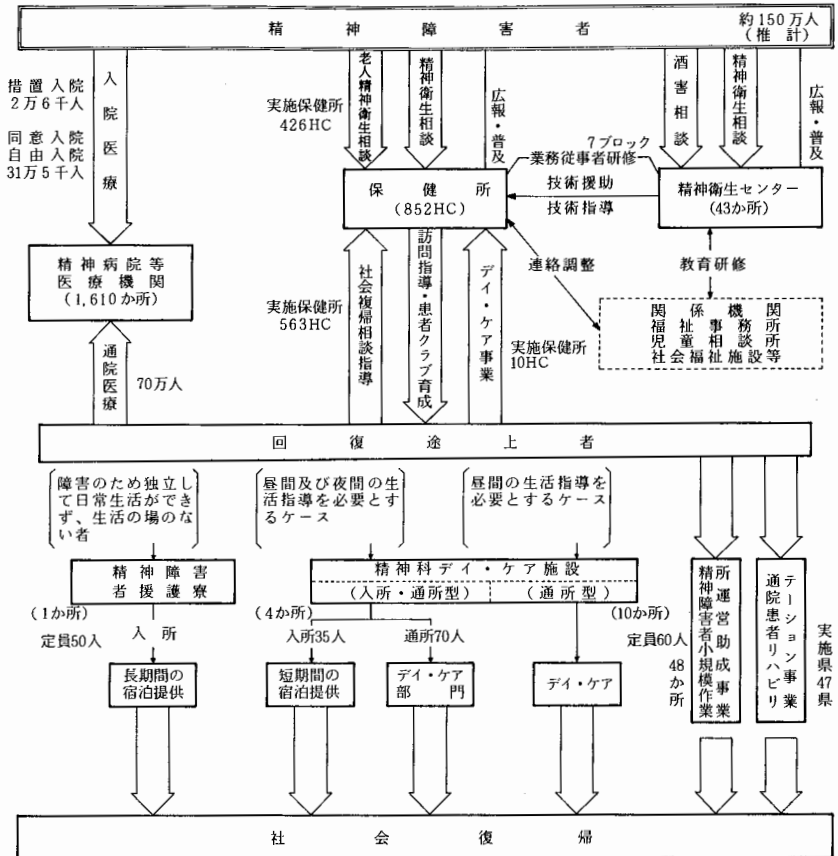 精神障害者
約150万人
(推計)
措置入院
2万6千人
同意入院
自由入院
31万5千人
入院医療
実施保健所
426HC
老人精神衛生相談
精神衛生相談
広報・普及
酒害相談
精神衛生相談
広報・普及
7ブロック
業務従事者研修
技術援助
技術指導
保健所
(852HC)
精神衛生センター
(43か所)
精神病院等
医療機関
(1,610か所)
通院医療
70万人
実施保健所
563HC
社会復帰相談指導
訪問指導・患者クラブ育成
デイ・ケア事業
実施保健所
10HC
連絡調整
教育研修
関係機関
福祉事務所
児童相談所
社会福祉施設等
回復途上者
障害のため独立し
て日常生活ができ
ず、生活の場のな
い者
昼間及び夜間の生
活指導を必要とす
るケース
昼間の生活指導を
必要とするケース
精神障害
者援護寮
(1か所)
定員50人
入所
精神科デイ・ケア施設
(入所・通所型)
(通所型)
(4か所)
入所35人
通所70人
(10か所)
定員60人
長期間の
宿泊提供
短期間の
宿泊提供
デイ・ケア
部門
デイ・ケア
所運営助成事業
精神障害者小規模作業
48か所
テーション事業
通院患者リハビリ
実施県47県
社会復帰